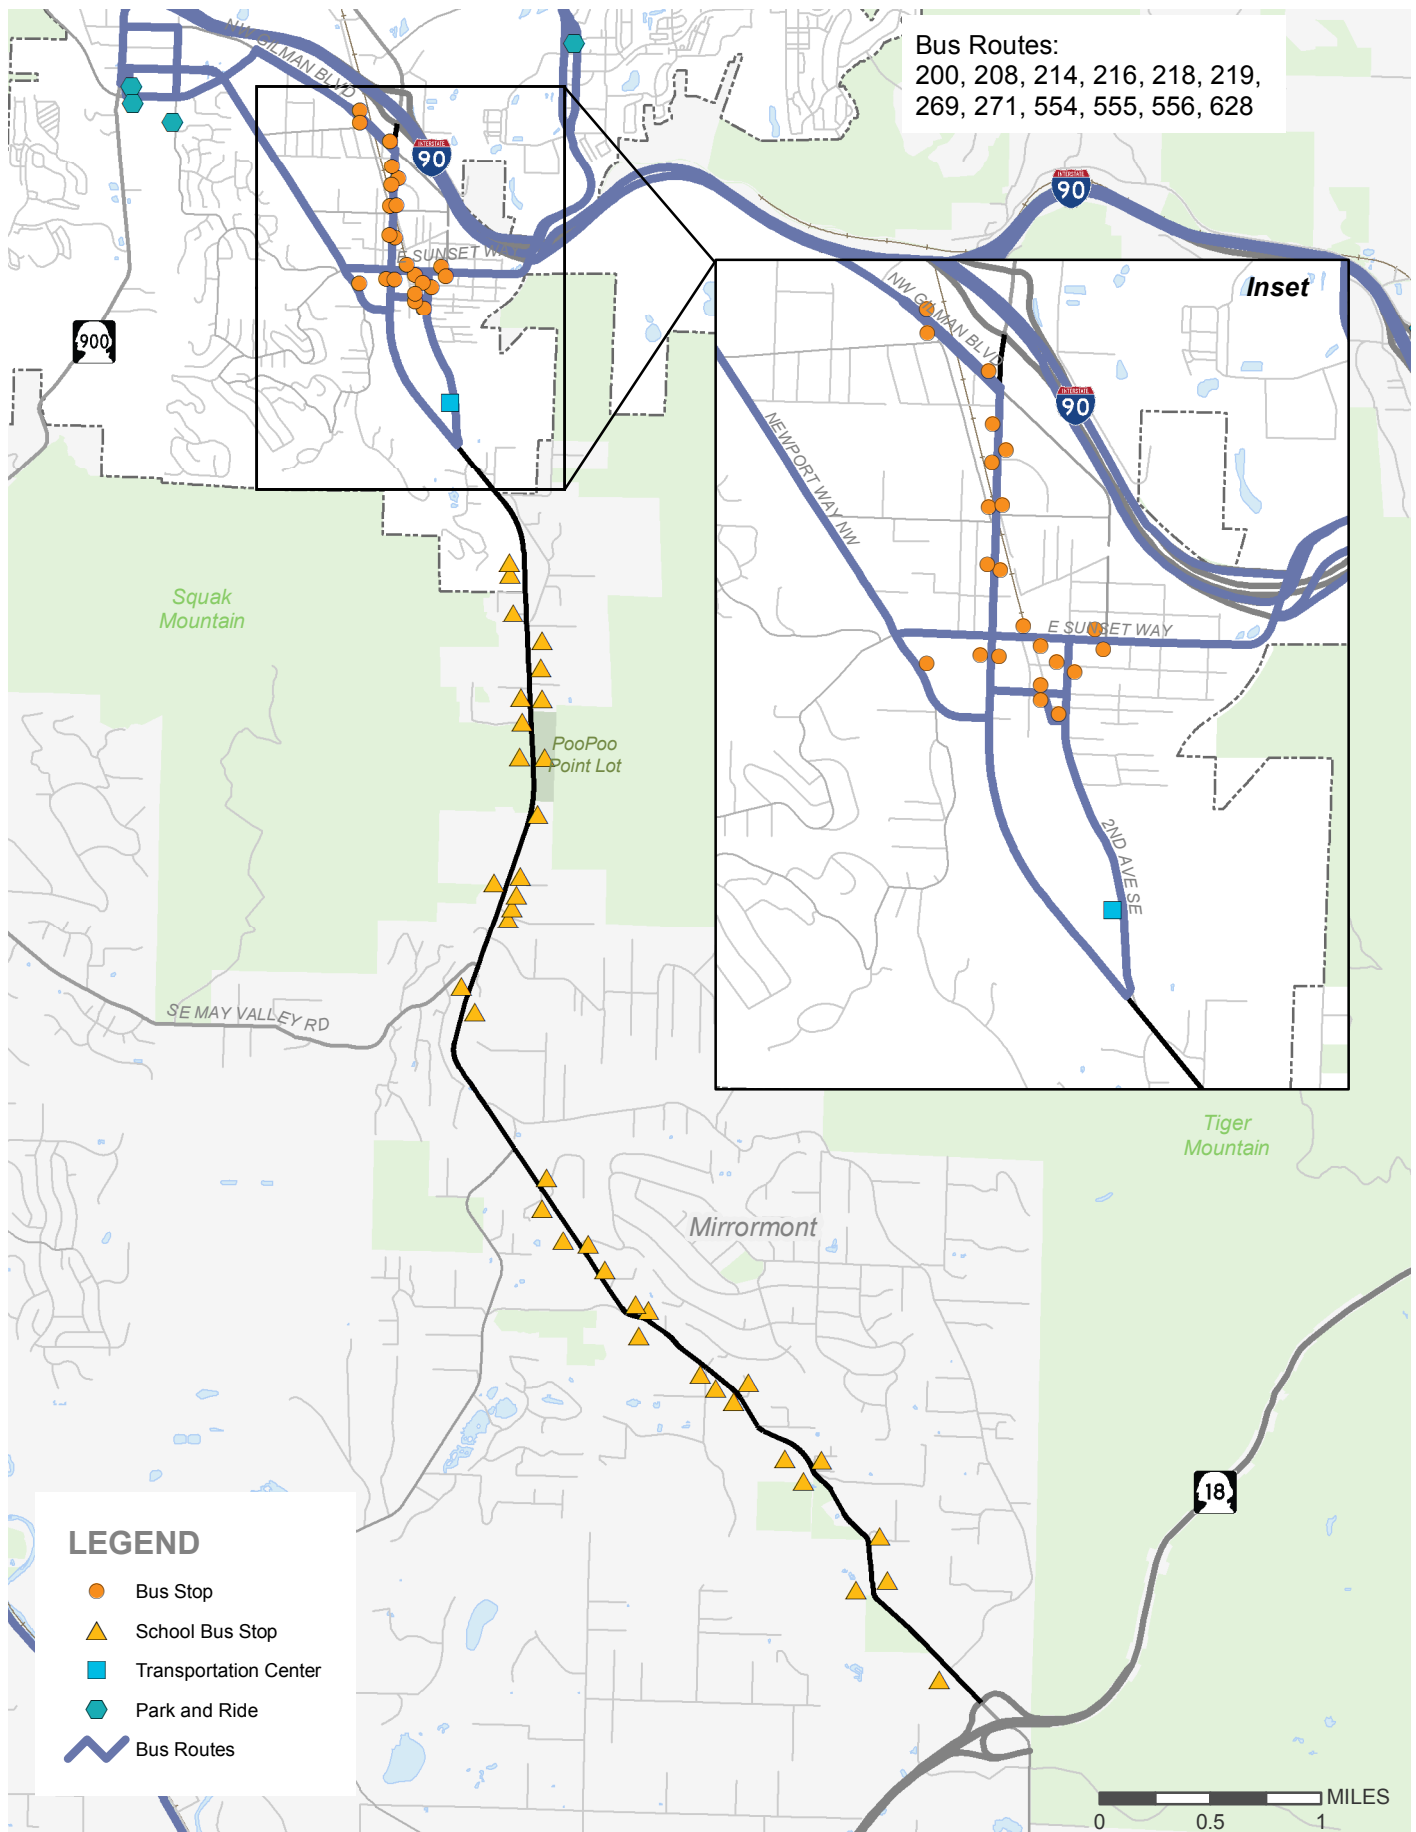 NW GILMAN BLVD
Bus Routes:
200, 208, 214, 216, 218, 219,
269, 271, 554, 555, 556, 628
INTERSTATE
90
INTERSTATE
90
E SUNSET WAY
Inset
900
NW GILMAN BLVD
INTERSTATE
90
NEWPORT WAY NW
E SUNSET WAY
Squak
Mountain
PooPoo
Point Lot
2ND AVE SE
SE MAY VALLEY RD
Tiger
Mountain
Mirrormont
18
LEGEND
Bus Stop
School Bus Stop
Transportation Center
Park and Ride
Bus Routes
MILES
0 0.5 1